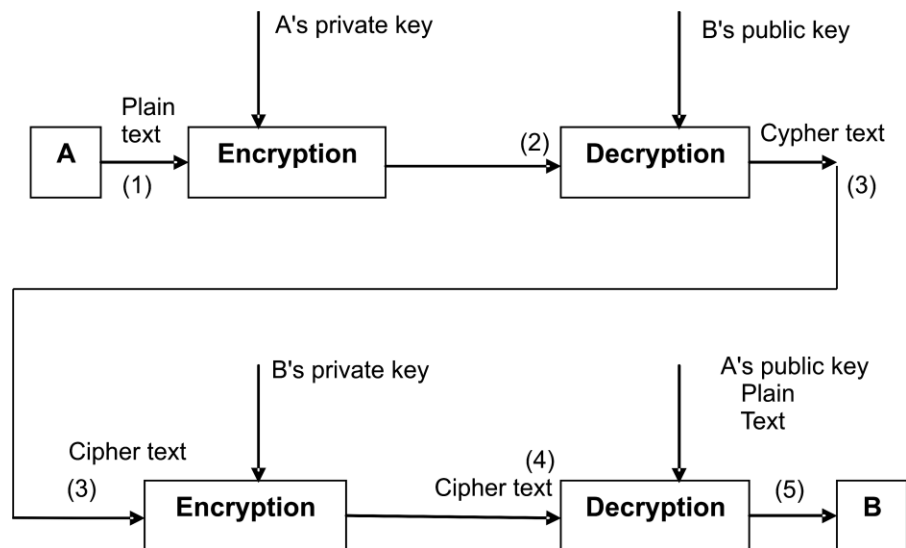 A's private key
B's public key
Plain
text
A
Encryption
(2)
Decryption
Cypher text
(1)
(3)
B's private key
A's public key
Plain
Text
Cipher text
(3)
Encryption
(4)
Cipher text
Decryption
(5)
B